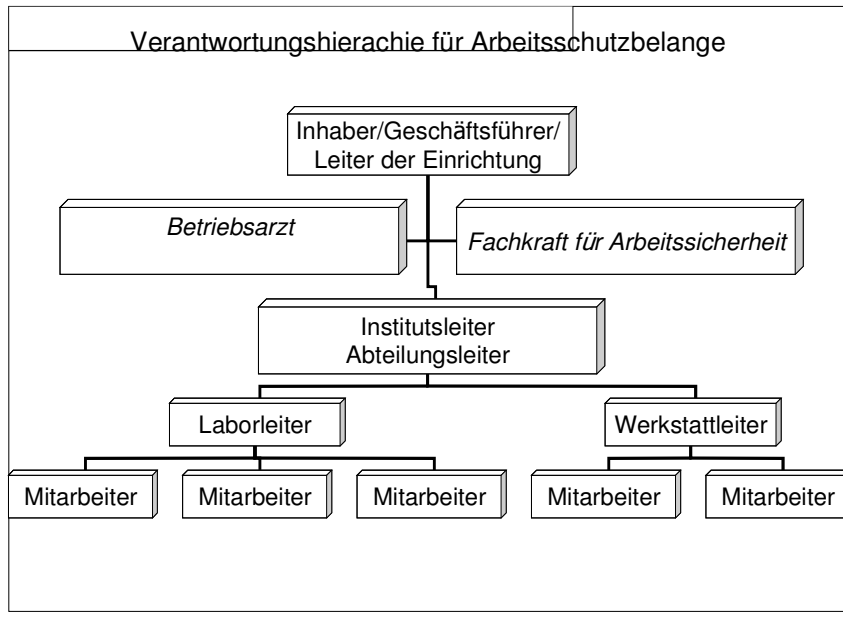 Verantwortungshierachie für Arbeitsschutzbelange
Inhaber/Geschäftsführer/
Leiter der Einrichtung
Betriebsarzt
Fachkraft für Arbeitssicherheit
Institutsleiter
Abteilungsleiter
Laborleiter
Werkstattleiter
Mitarbeiter
Mitarbeiter
Mitarbeiter
Mitarbeiter
Mitarbeiter